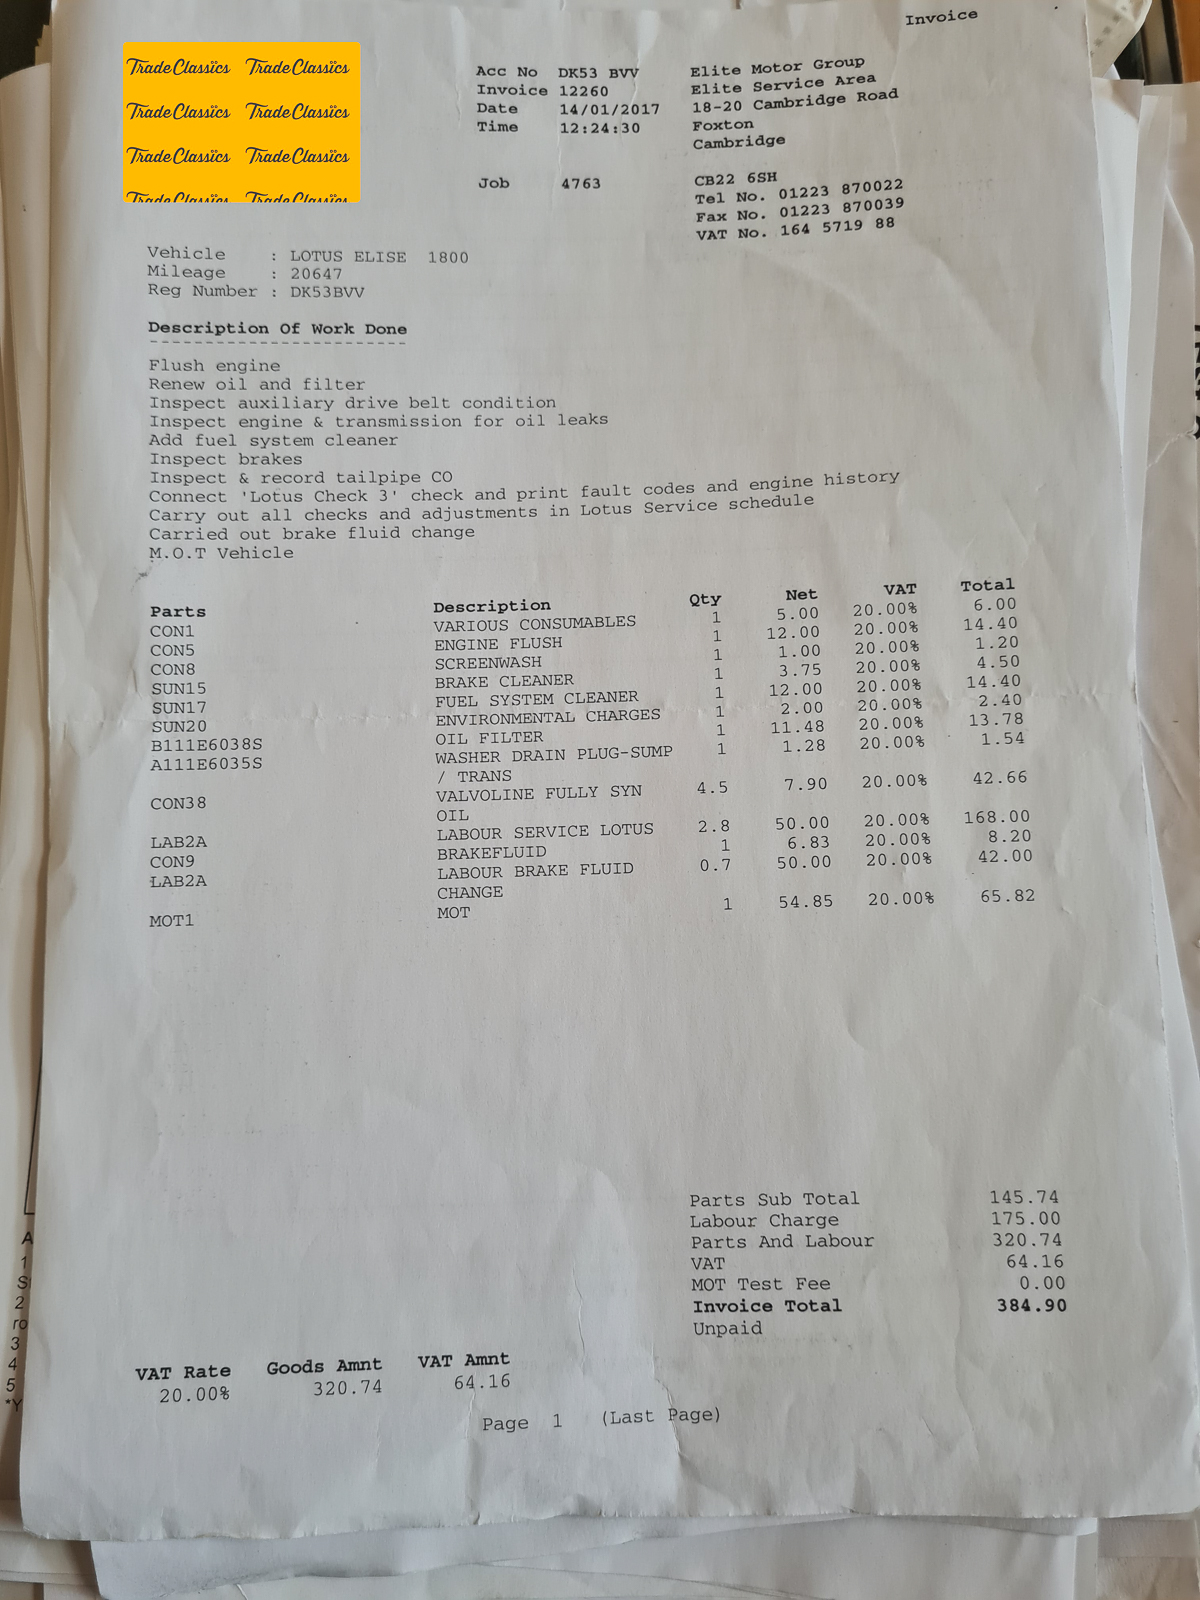 Invoice
TradeClassics TradeClassics
TradeClassics TradeClassics
TradeClassics TradeClassics
TradeClassics TradeClassics
Acc No DK53 BVV
Invoice 12260
Date 14/01/2017
Time 12:24:30
Job 4763
Elite Motor Group
Elite Service Area
18-20 Cambridge Road
Foxton
Cambridge
CB22 6SH
Tel No. 01223 870022
Fax No. 01223 870039
VAT No. 164 5719 88
Vehicle : LOTUS ELISE 1800
Mileage : 20647
Reg Number : DK53BVV
Description Of Work Done
------------------------
Flush engine
Renew oil and filter
Inspect auxiliary drive belt condition
Inspect engine & transmission for oil leaks
Add fuel system cleaner
Inspect brakes
Inspect & record tailpipe CO
Connect 'Lotus Check 3' check and print fault codes and engine history
Carry out all checks and adjustments in Lotus Service schedule
Carried out brake fluid change
M.O.T Vehicle
Parts Description Qty Net VAT Total
CON1 VARIOUS CONSUMABLES 1 5.00 20.00% 6.00
CON5 ENGINE FLUSH 1 12.00 20.00% 14.40
CON8 SCREENWASH 1 1.00 20.00% 1.20
SUN15 BRAKE CLEANER 1 3.75 20.00% 4.50
SUN17 FUEL SYSTEM CLEANER 1 12.00 20.00% 14.40
SUN20 ENVIRONMENTAL CHARGES 1 2.00 20.00% 2.40
B111E6038S OIL FILTER 1 11.48 20.00% 13.78
A111E6035S WASHER DRAIN PLUG-SUMP 1 1.28 20.00% 1.54
/ TRANS
CON38 VALVOLINE FULLY SYN 4.5 7.90 20.00% 42.66
OIL
LAB2A LABOUR SERVICE LOTUS 2.8 50.00 20.00% 168.00
CON9 BRAKEFLUID 1 6.83 20.00% 8.20
LAB2A LABOUR BRAKE FLUID 0.7 50.00 20.00% 42.00
CHANGE
MOT1 MOT 1 54.85 20.00% 65.82
Parts Sub Total 145.74
Labour Charge 175.00
Parts And Labour 320.74
VAT 64.16
MOT Test Fee 0.00
Invoice Total 384.90
Unpaid
VAT Rate Goods Amnt VAT Amnt
20.00% 320.74 64.16
Page 1 (Last Page)
A
1
2
ro
3
4
5
*Y